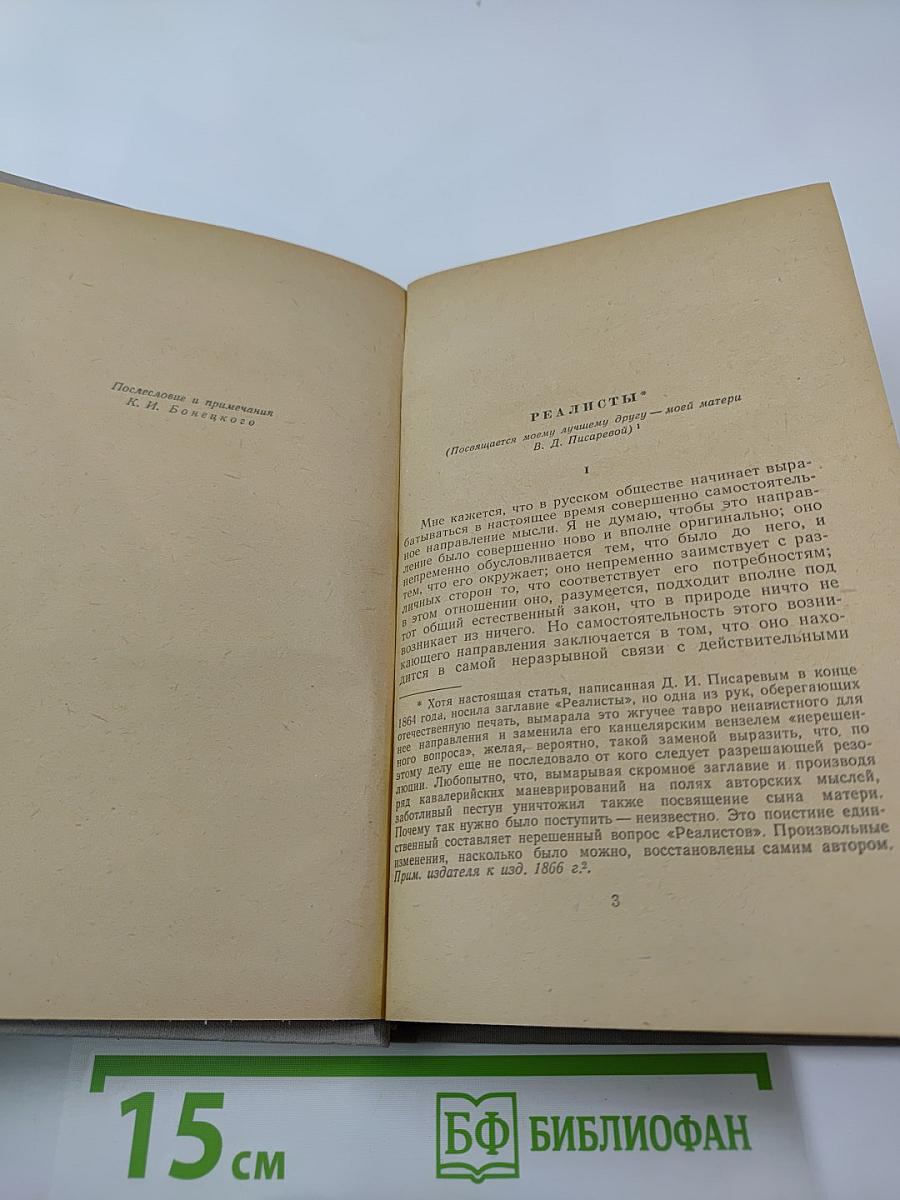 Послесловие и примечания
К. И. Бонецкого
РЕАЛИСТЫ*
(Посвящается моему лучшему другу — моей матери
В. Д. Писаревой)¹
I
Мне кажется, что в русском обществе начинает выра-
батываться в настоящее время совершенно самостоятель-
ное направление мысли. Я не думаю, чтобы это направ-
ление было совершенно ново и вполне оригинально; оно
непременно обусловливается тем, что было до него, и
тем, что его окружает; оно непременно заимствует с раз-
личных сторон то, что соответствует его потребностям;
в этом отношении оно, разумеется, подходит вполне под
тот общий естественный закон, что в природе ничто не
возникает из ничего. Но самостоятельность этого возни-
кающего направления заключается в том, что оно нахо-
дится в самой неразрывной связи с действительными
* Хотя настоящая статья, написанная Д. И. Писаревым в конце
1864 года, носила заглавие «Реалисты», но одна из рук, оберегающих
отечественную печать, вымарала это жгучее тавро ненавистного для
нее направления и заменила его канцелярским вензелем «нерешен-
ного вопроса», желая, вероятно, такой заменой выразить, что, по
этому делу еще не последовало от кого следует разрешающей резо-
люции. Любопытно, что, вымарывая скромное заглавие и производя
ряд кавалерийских маневрирований на полях авторских мыслей,
заботливый пестун уничтожил также посвящение сына матери.
Почему так нужно было поступить — неизвестно. Это поистине един-
ственный составляет нерешенный вопрос «Реалистов». Произвольные
изменения, насколько было можно, восстановлены самим автором.
Прим. издателя к изд. 1866 г.².
3
15 см
БФ БИБЛИОФАН